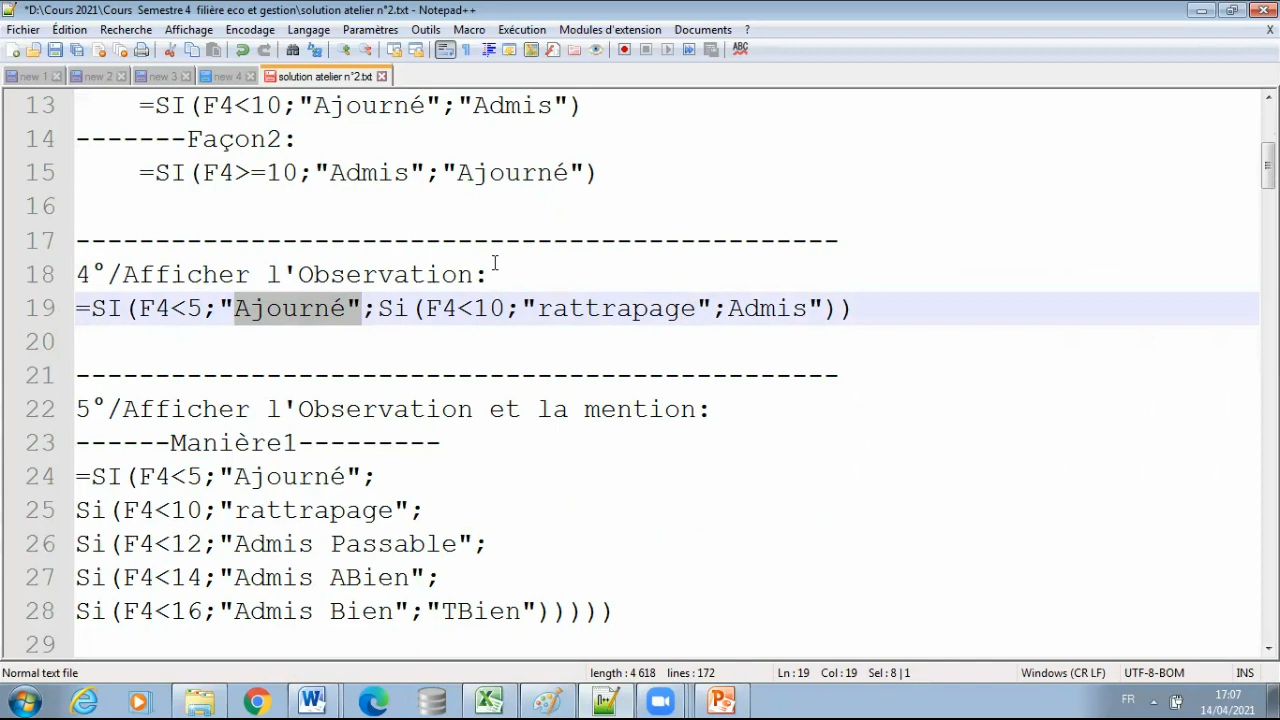 *D:\Cours 2021\Cours Semestre 4 filière eco et gestion\solution atelier n°2.txt - Notepad++
Fichier Édition Recherche Affichage Encodage Langage Paramètres Outils Macro Exécution Modules d'extension Documents ? X
new 1 new 2 new 3 new 4 solution atelier n°2.txt
13 =SI(F4<10;"Ajourné";"Admis")
14 -------Façon2:
15 =SI(F4>=10;"Admis";"Ajourné")
16
17 -------------------------------------------------
18 4°/Afficher l'Observation:
19 =SI(F4<5;"Ajourné";Si(F4<10;"rattrapage";Admis"))
20
21 -------------------------------------------------
22 5°/Afficher l'Observation et la mention:
23 ------Manière1---------
24 =SI(F4<5;"Ajourné";
25 Si(F4<10;"rattrapage";
26 Si(F4<12;"Admis Passable";
27 Si(F4<14;"Admis ABien";
28 Si(F4<16;"Admis Bien";"TBien")))))
29
Normal text file length : 4 618 lines : 172 Ln : 19 Col : 19 Sel : 8 | 1 Windows (CR LF) UTF-8-BOM INS
FR 17:07
14/04/2021